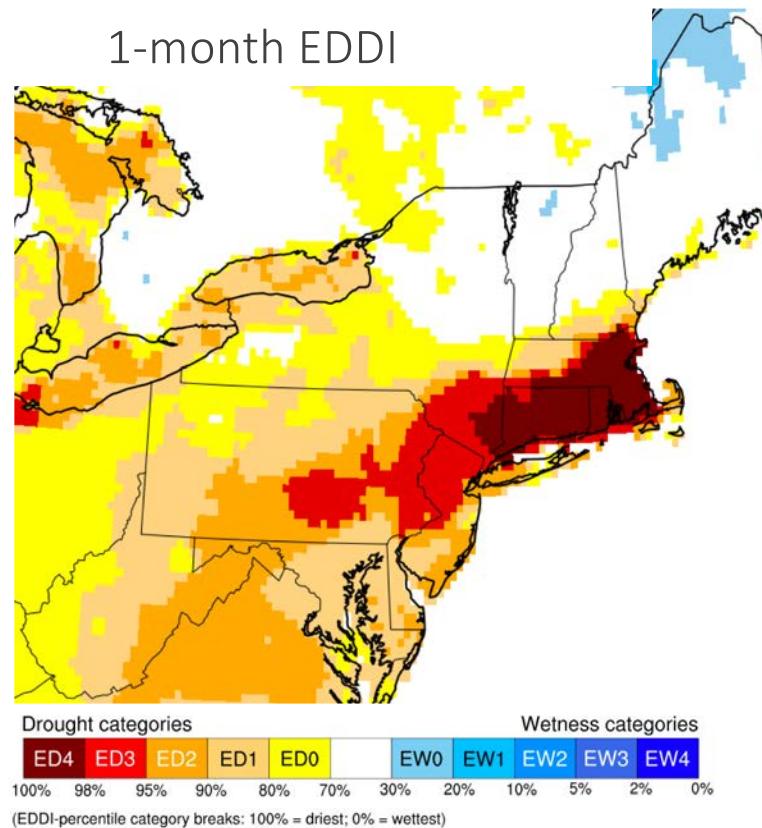 1-month EDDI
Drought categories Wetness categories
ED4 ED3 ED2 ED1 ED0 EW0 EW1 EW2 EW3 EW4
100% 98% 95% 90% 80% 70% 30% 20% 10% 5% 2% 0%
(EDDI-percentile category breaks: 100% = driest; 0% = wettest)